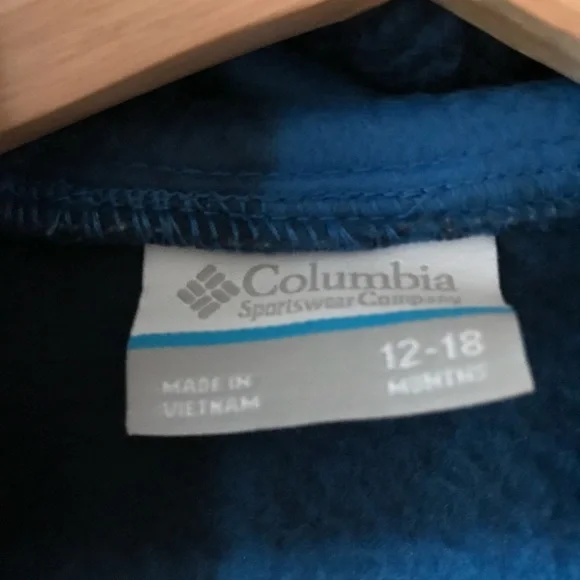 Columbia
Sportswear Company
12-18
MONTHS
MADE IN
VIETNAM